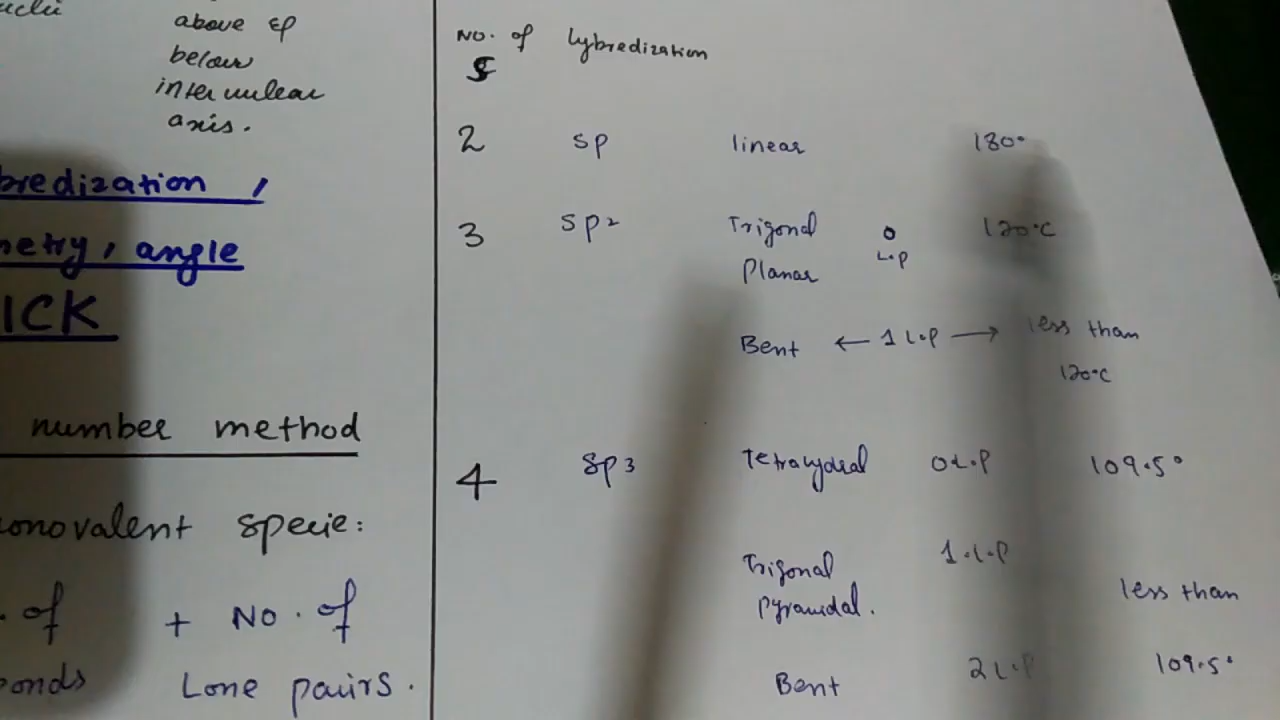 above &
below
inter nulear
axis.
bredization,
netry, angle
ICK
number method
onovalent specie:
. of + No. of
onds Lone pairs.
No. of hybredization
S
2 sp linear 180°
3 sp2 Trigonal 0 120°C
Planar L.p
Bent ← 1 L.P → less than
120°C
4 sp3 Tetrahydral 0 L.P 109.5°
Trigonal 1.L.P
pyramidal. less than
Bent 2 L.P 109.5°